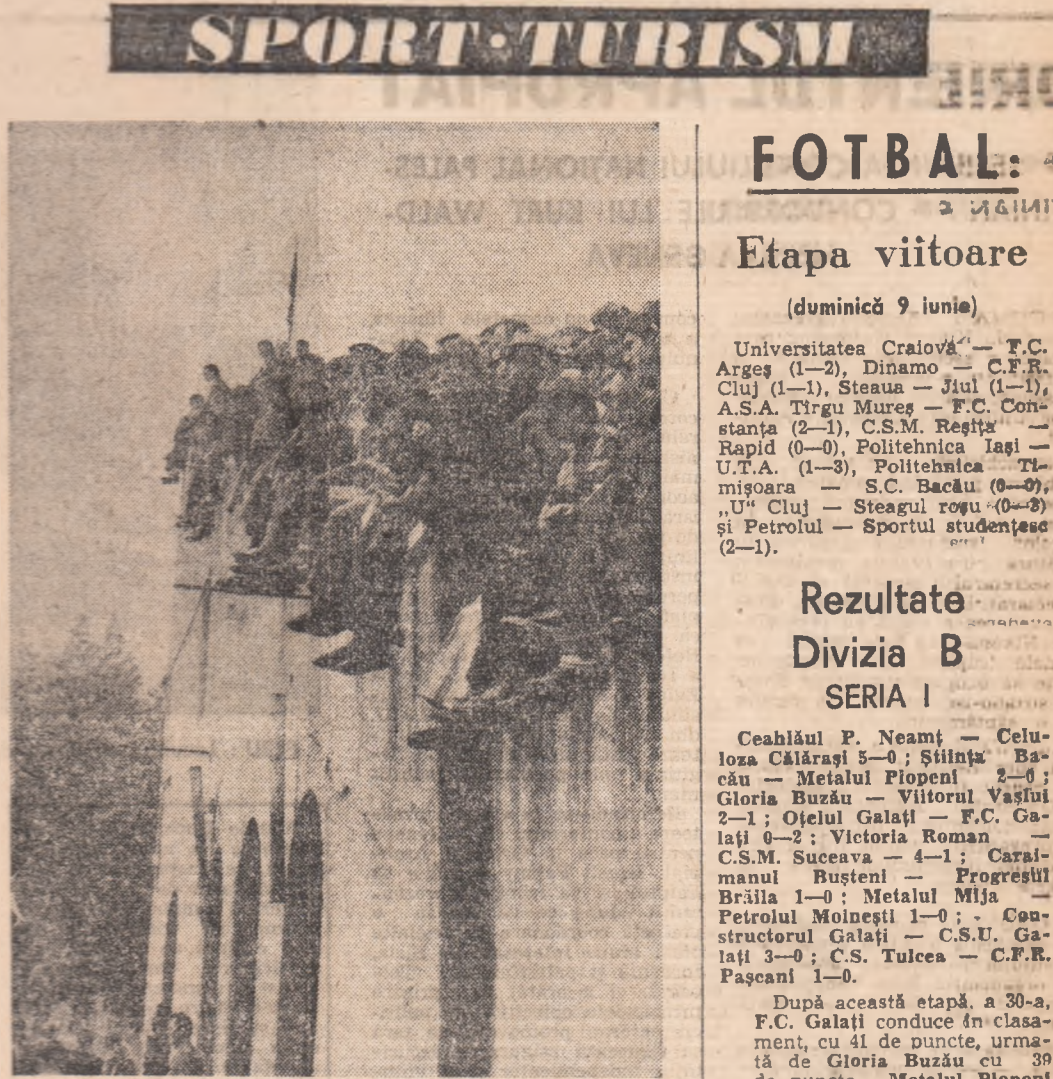 SPORT•TURISM
FOTBAL:
Etapa viitoare
(duminică 9 iunie)
Universitatea Craiova — F.C.
Argeş (1—2), Dinamo — C.F.R.
Cluj (1—1), Steaua — Jiul (1—1),
A.S.A. Tîrgu Mureş — F.C. Con-
stanţa (2—1), C.S.M. Reşiţa —
Rapid (0—0), Politehnica Iaşi —
U.T.A. (1—3), Politehnica Ti-
mişoara — S.C. Bacău (0—0),
„U“ Cluj — Steagul roşu (0—3)
şi Petrolul — Sportul studenţesc
(2—1).
Rezultate
Divizia B
SERIA I
Ceahlăul P. Neamţ — Celu-
loza Călăraşi 5—0 ; Ştiinţa Ba-
cău — Metalul Plopeni 2—0 ;
Gloria Buzău — Viitorul Vaslui
2—1 ; Oţelul Galaţi — F.C. Ga-
laţi 0—2 ; Victoria Roman —
C.S.M. Suceava — 4—1 ; Carai-
manul Buşteni — Progresul
Brăila 1—0 ; Metalul Mija —
Petrolul Moineşti 1—0 ; Con-
structorul Galaţi — C.S.U. Ga-
laţi 3—0 ; C.S. Tulcea — C.F.R.
Paşcani 1—0.
După această etapă, a 30-a,
F.C. Galaţi conduce în clasa-
ment, cu 41 de puncte, urma-
tă de Gloria Buzău cu 39
de puncte Metalul Plopeni